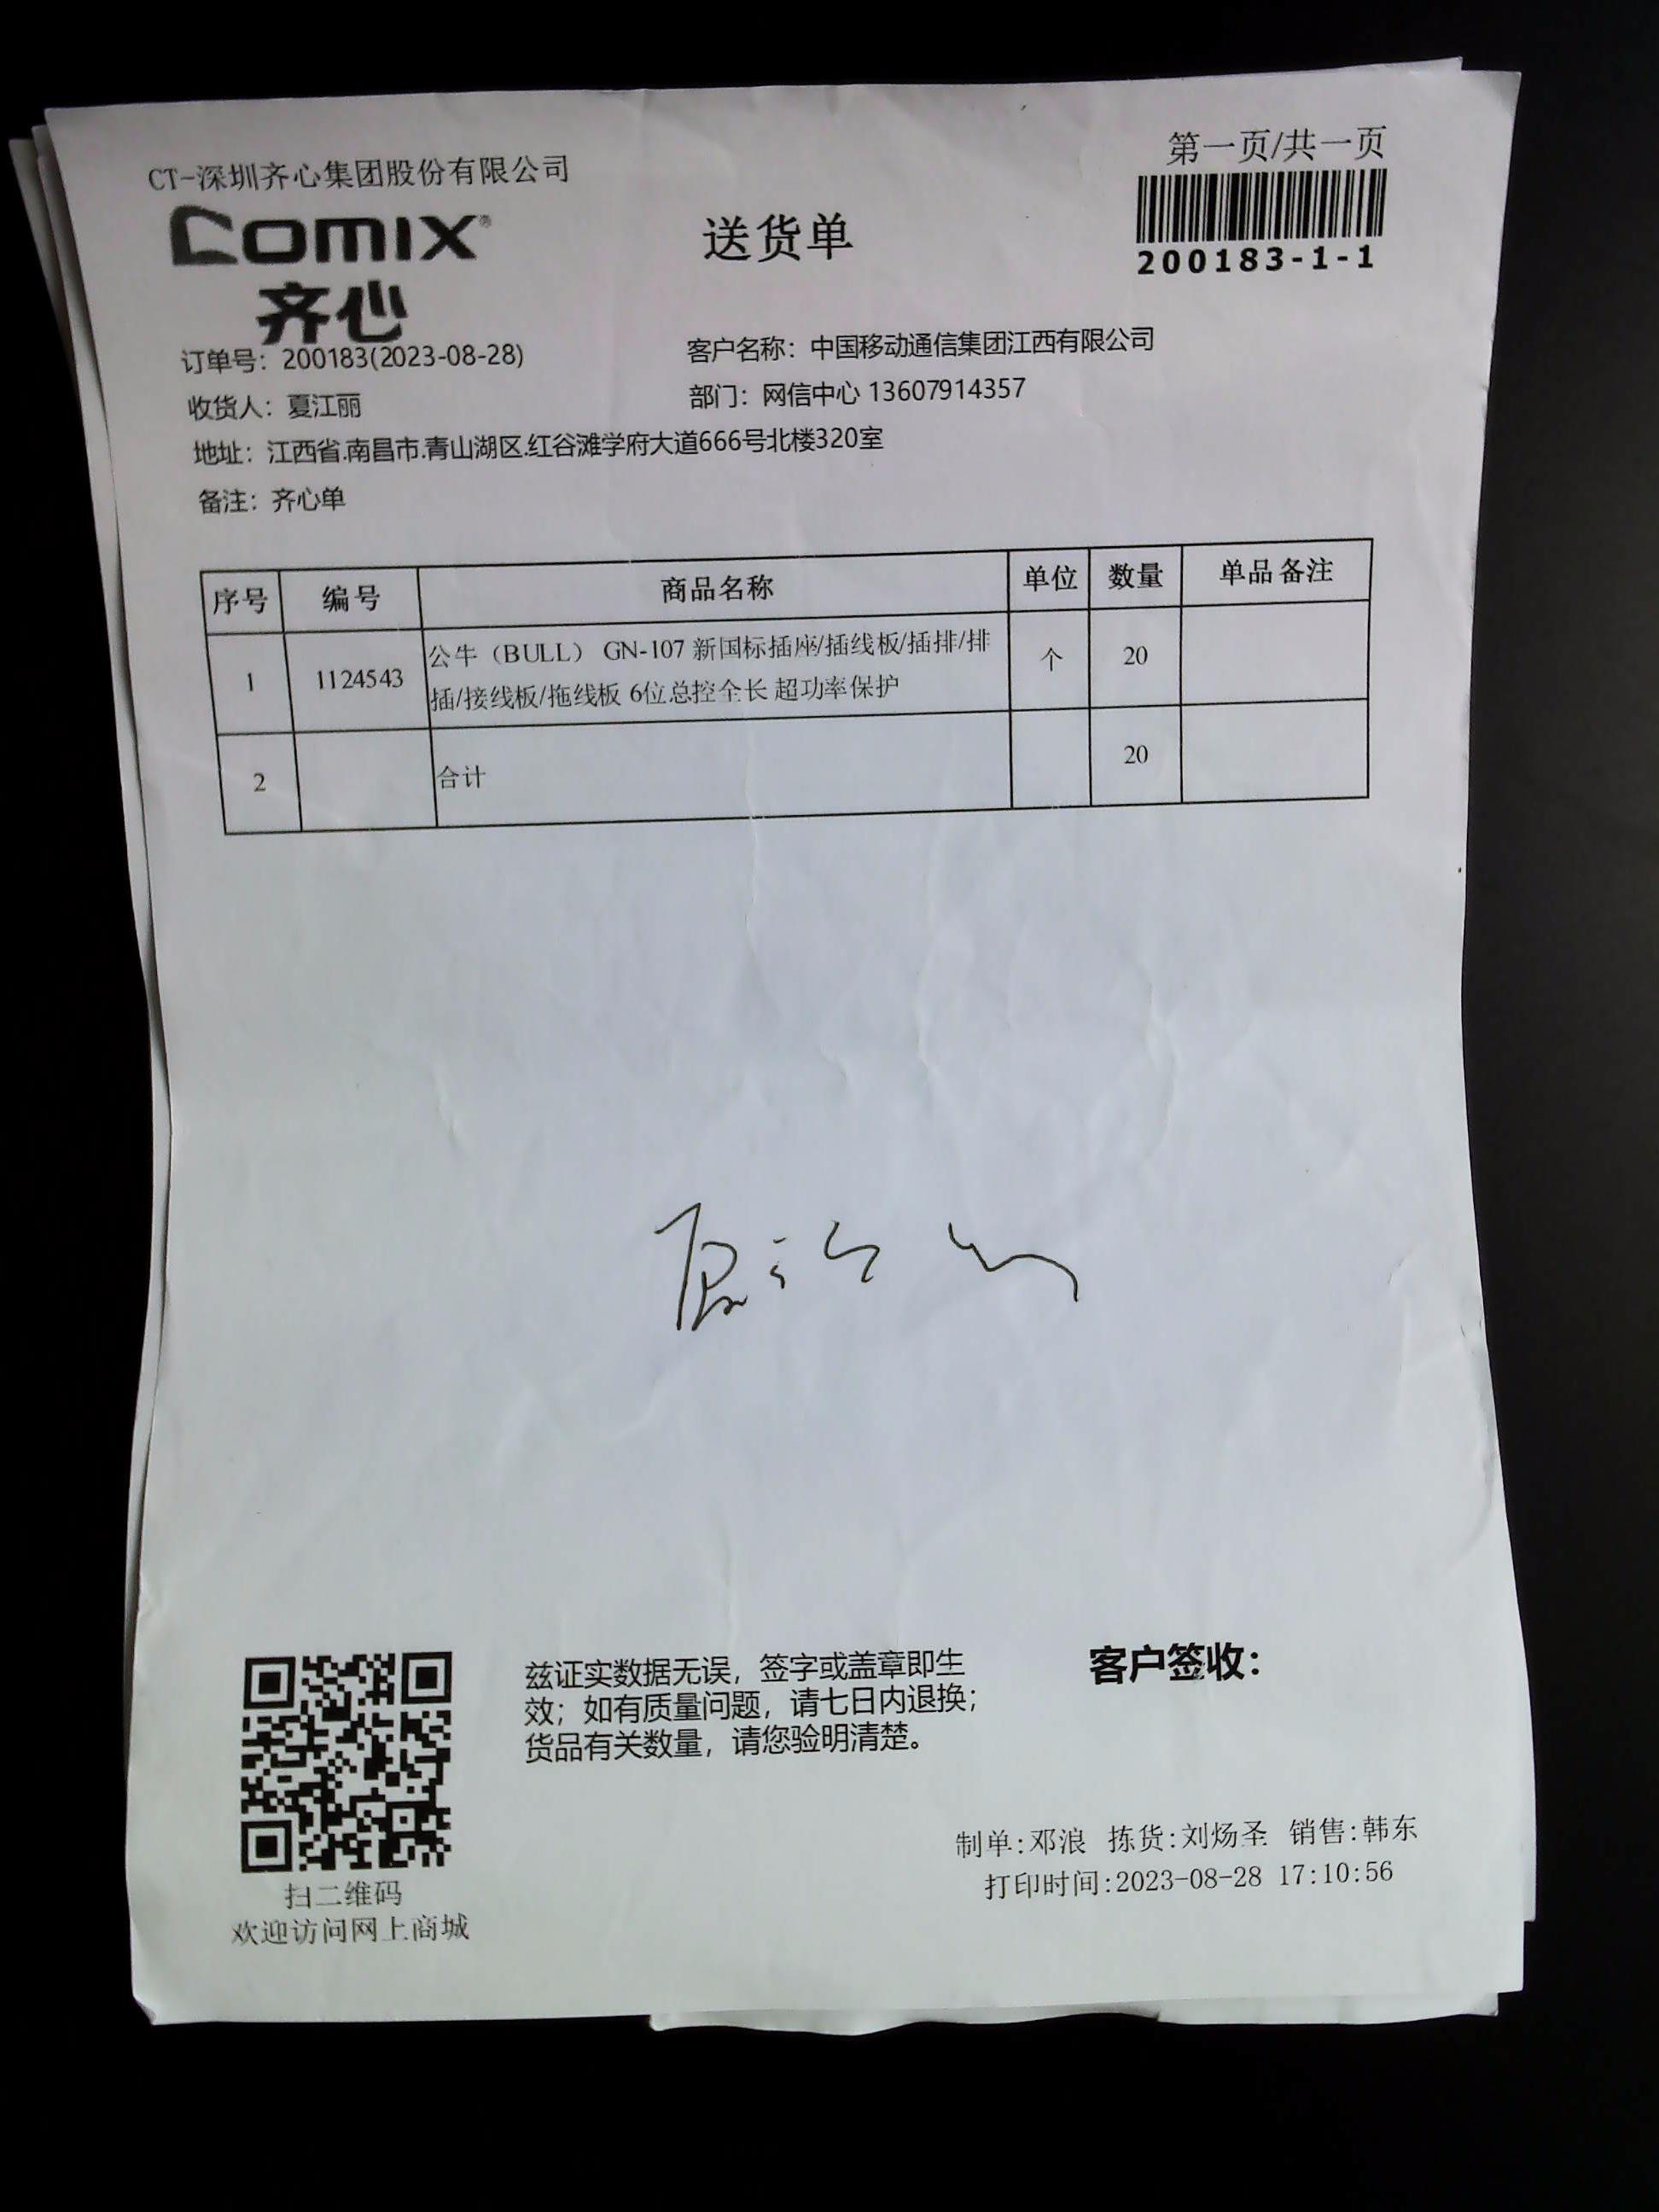 第一页/共一页
CT-深圳齐心集团股份有限公司
COMIX®
齐心
送货单
200183-1-1
订单号：200183(2023-08-28)
客户名称：中国移动通信集团江西有限公司
收货人：夏江丽
部门：网信中心 13607914357
地址：江西省.南昌市.青山湖区.红谷滩学府大道666号北楼320室
备注：齐心单
序号 编号 商品名称 单位 数量 单品备注
1 1124543 公牛（BULL） GN-107 新国标插座/插线板/插排/排 个 20
插/接线板/拖线板 6位总控全长 超功率保护
2 合计 20
兹证实数据无误，签字或盖章即生
效；如有质量问题，请七日内退换；
货品有关数量，请您验明清楚。
客户签收：
扫二维码
欢迎访问网上商城
制单:邓浪 拣货:刘炀圣 销售:韩东
打印时间:2023-08-28 17:10:56